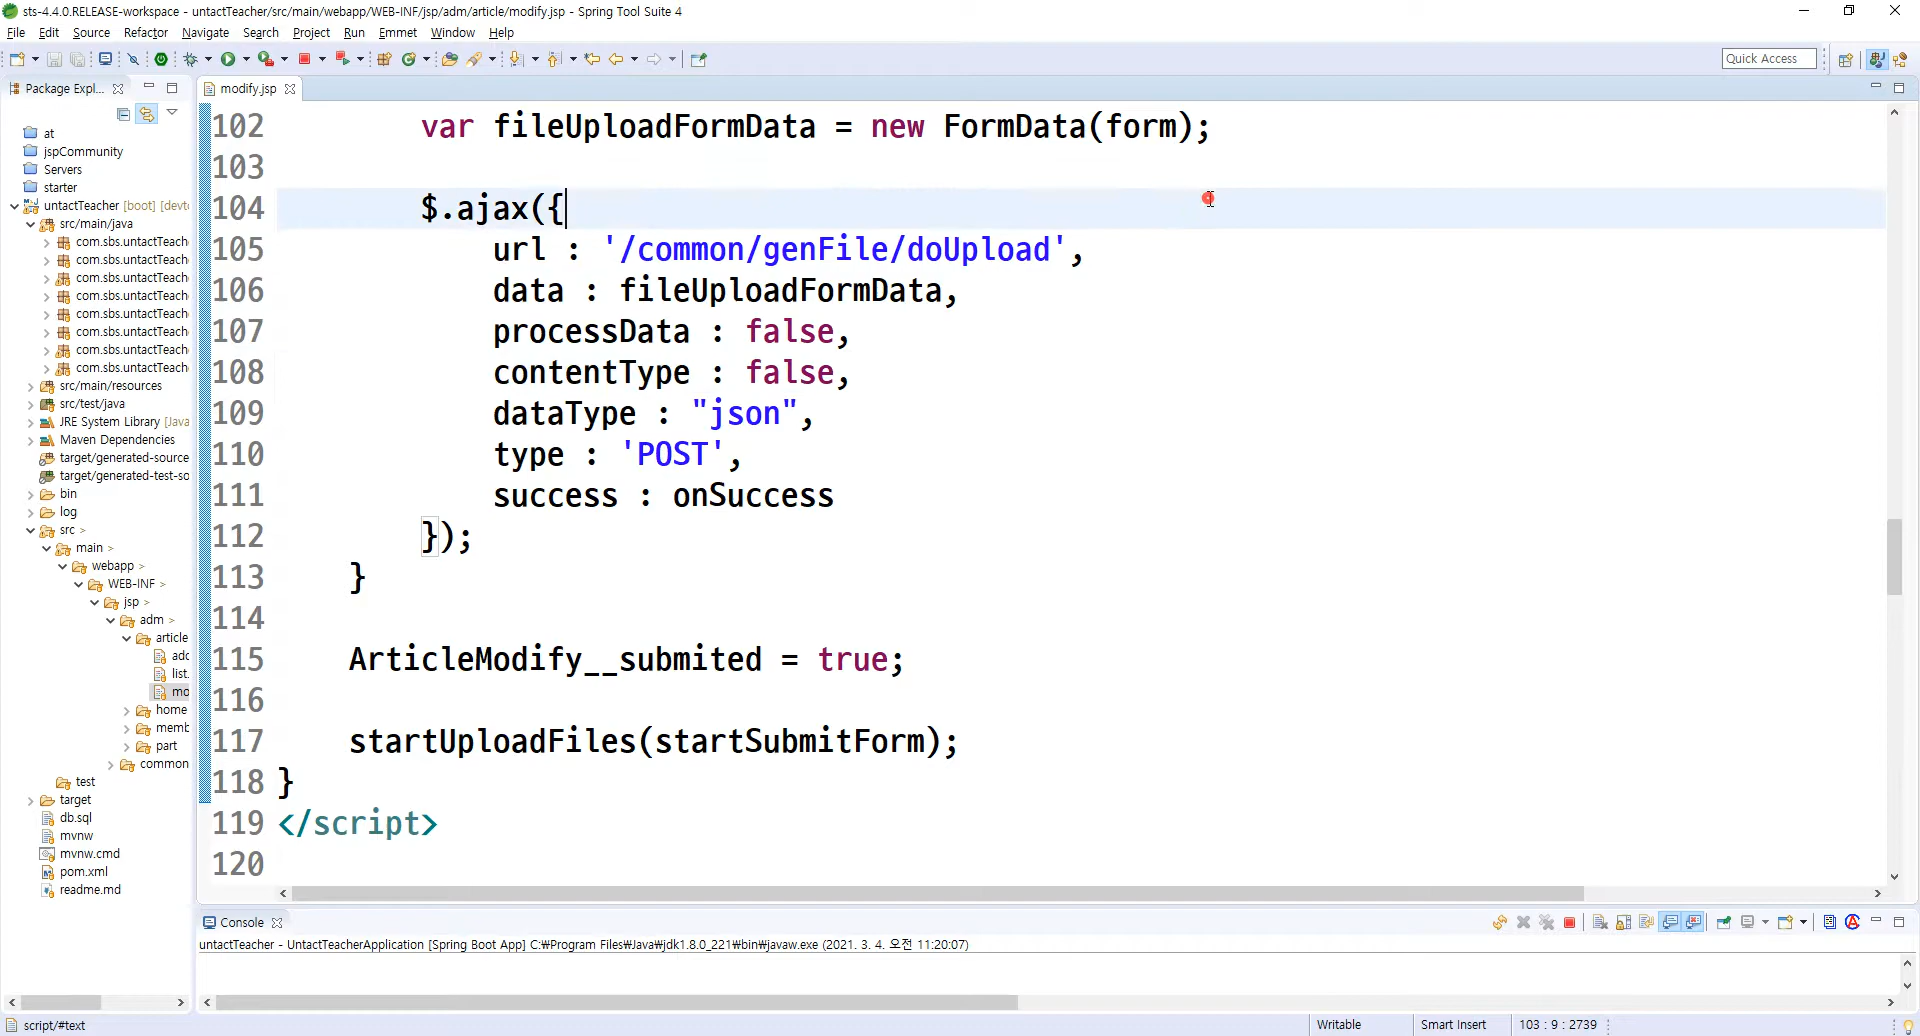 sts-4.4.0.RELEASE-workspace - untactTeacher/src/main/webapp/WEB-INF/jsp/adm/article/modify.jsp - Spring Tool Suite 4
File Edit Source Refactor Navigate Search Project Run Emmet Window Help
Quick Access
Package Expl...
modify.jsp
at
jspCommunity
Servers
starter
untactTeacher [boot] [devto
src/main/java
com.sbs.untactTeach
com.sbs.untactTeach
com.sbs.untactTeach
com.sbs.untactTeach
com.sbs.untactTeach
com.sbs.untactTeach
com.sbs.untactTeach
com.sbs.untactTeach
src/main/resources
src/test/java
JRE System Library [Java
Maven Dependencies
target/generated-source
target/generated-test-so
bin
log
src >
main >
webapp >
WEB-INF >
jsp >
adm >
article
adc
list.
mo
home
memb
part
common
test
target
db.sql
mvnw
mvnw.cmd
pom.xml
readme.md
102 var fileUploadFormData = new FormData(form);
103
104 $.ajax({
105 url : '/common/genFile/doUpload',
106 data : fileUploadFormData,
107 processData : false,
108 contentType : false,
109 dataType : "json",
110 type : 'POST',
111 success : onSuccess
112 });
113 }
114
115 ArticleModify__submited = true;
116
117 startUploadFiles(startSubmitForm);
118 }
119 </script>
120
Console
untactTeacher - UntactTeacherApplication [Spring Boot App] C:₩Program Files₩Java₩jdk1.8.0_221₩bin₩javaw.exe (2021. 3. 4. 오전 11:20:07)
script/#text
Writable
Smart Insert
103 : 9 : 2739